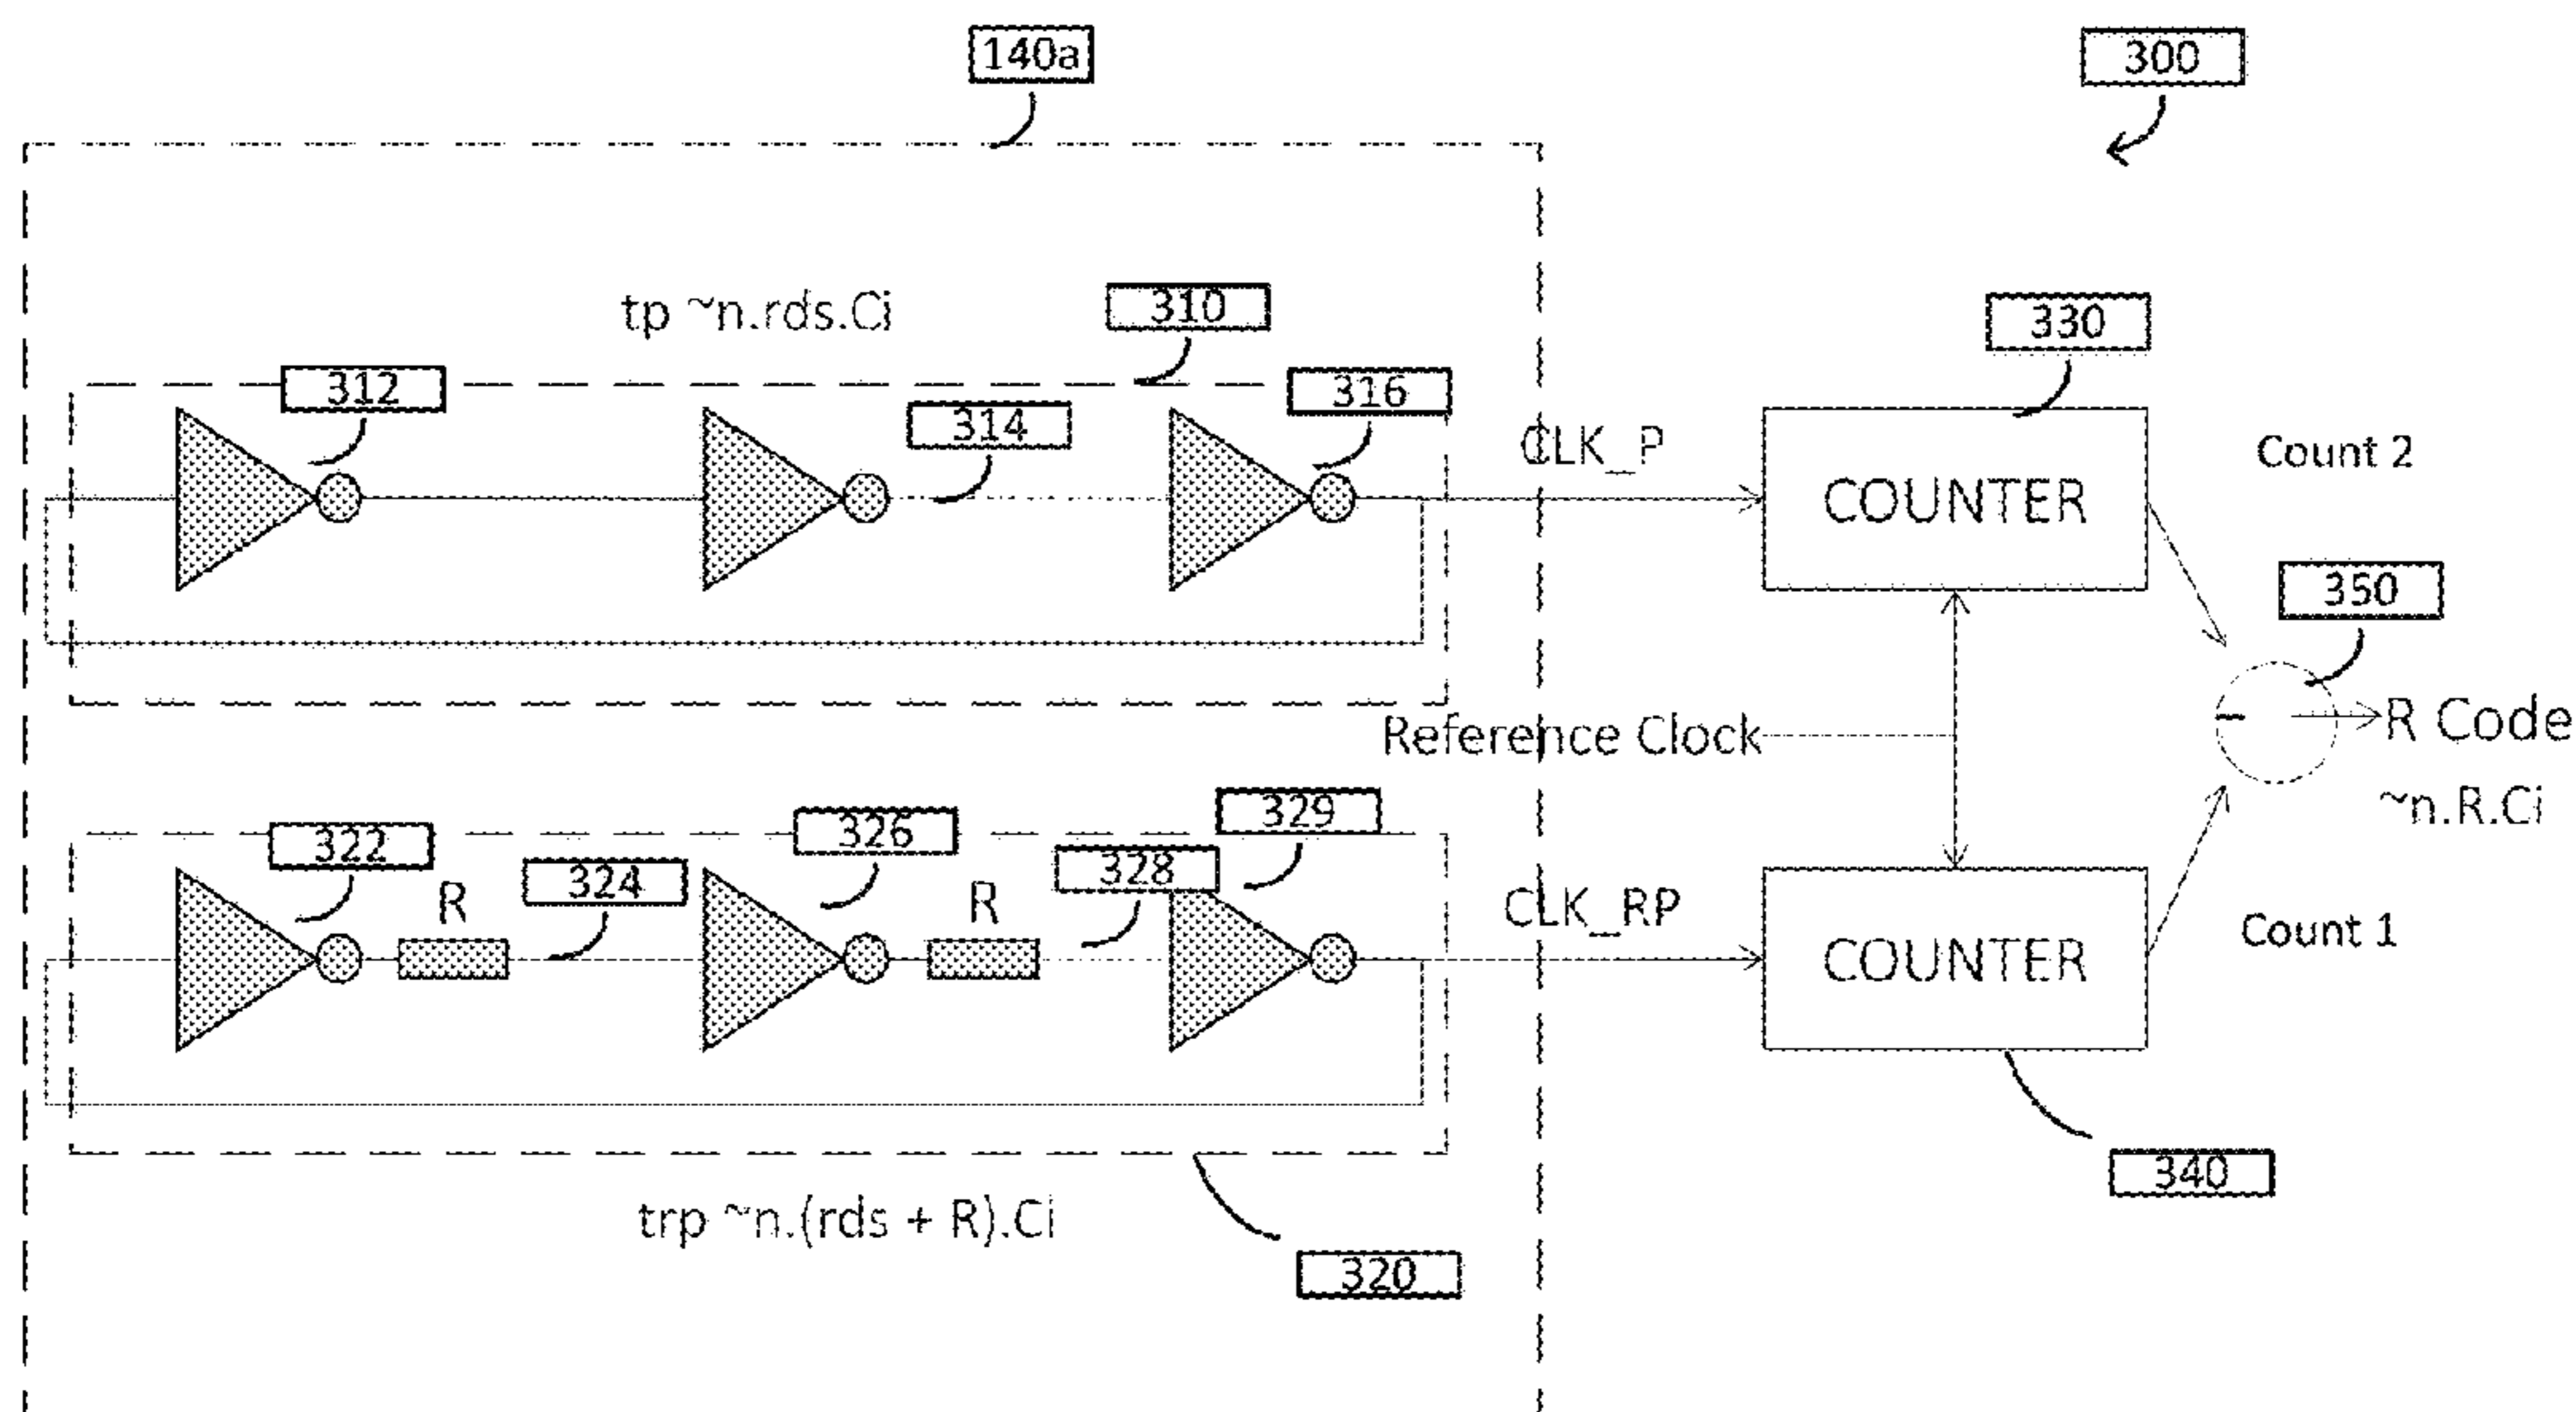 140a
300
tp ~n.rds.Ci
310
330
312
314
316
CLK_P
COUNTER
Count 2
350
Reference Clock
R Code
~n.R.Ci
322
R
324
326
R
328
329
CLK_RP
COUNTER
Count 1
340
trp ~n.(rds + R).Ci
320